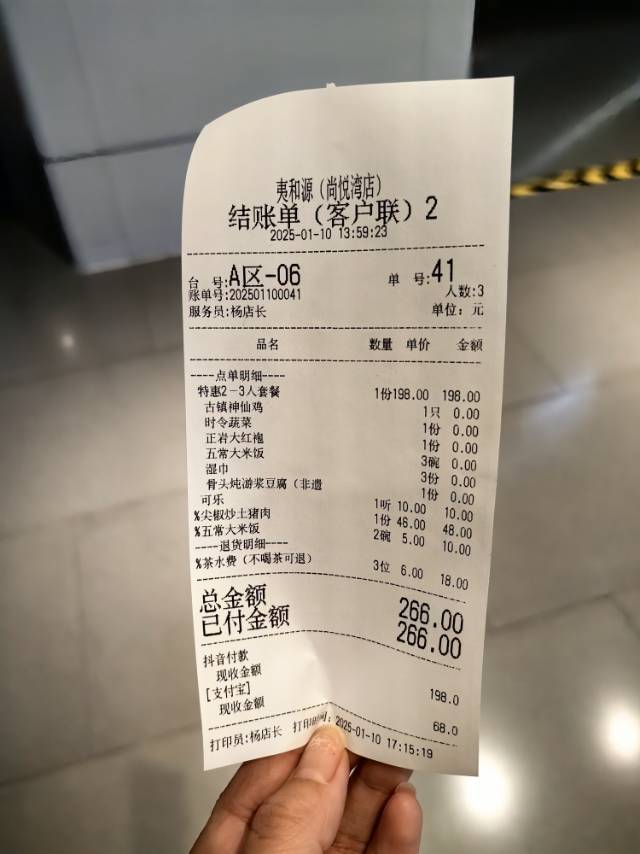 夷和源（尚悦湾店）
结账单（客户联）2
2025-01-10 13:59:23
台 号:A区-06 单 号:41
账单号:202501100041 人数:3
服务员:杨店长 单位: 元
品名 数量 单价 金额
----点单明细----
特惠2-3人套餐 1份 198.00 198.00
古镇神仙鸡 1只 0.00
时令蔬菜 1份 0.00
正岩大红袍 1份 0.00
五常大米饭 3碗 0.00
湿巾 3份 0.00
骨头炖游浆豆腐（非遗 1份 0.00
可乐 1听 10.00 10.00
%尖椒炒土猪肉 1份 48.00 48.00
%五常大米饭 2碗 5.00 10.00
----退货明细----
%茶水费（不喝茶可退） 3位 6.00 18.00
总金额 266.00
已付金额 266.00
抖音付款
现收金额 198.0
[支付宝]
现收金额 68.0
打印员:杨店长 打印时间: 2025-01-10 17:15:19